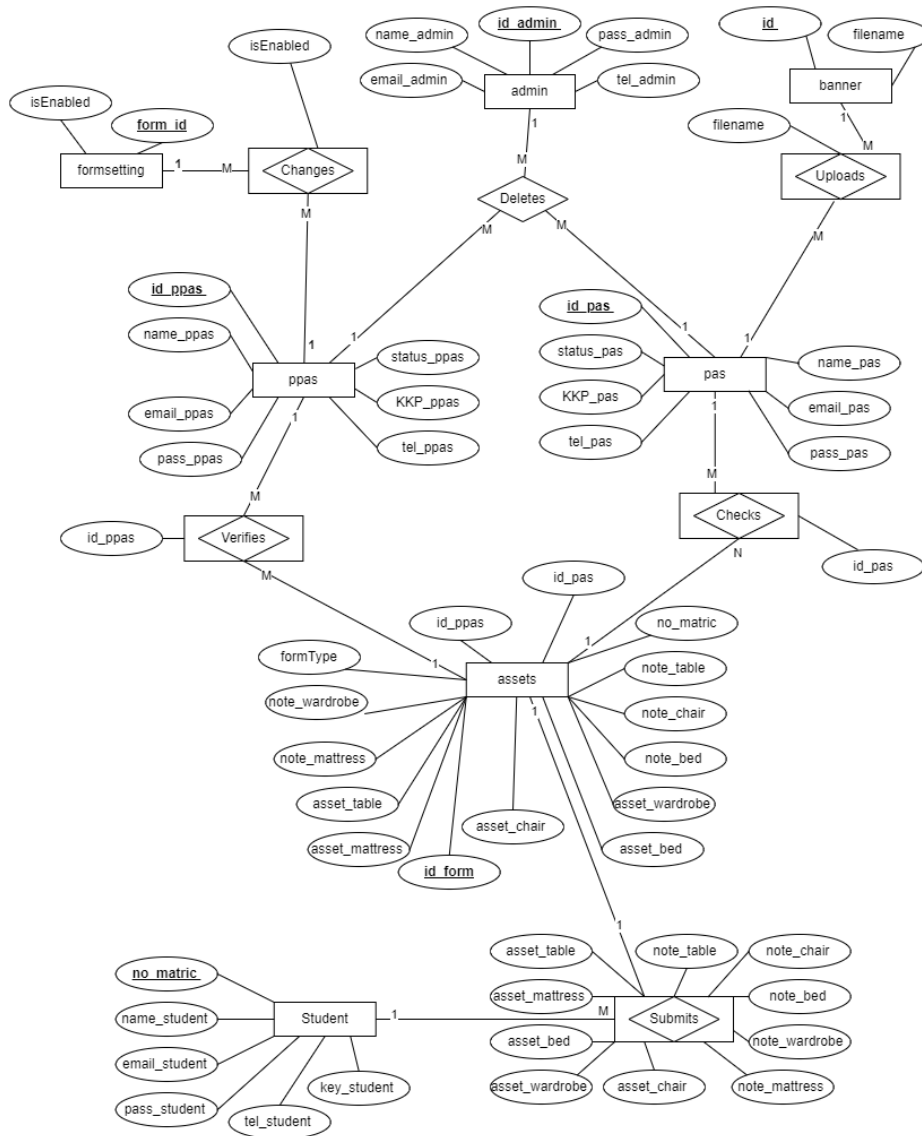 id_admin
id
name_admin
pass_admin
filename
isEnabled
email_admin
tel_admin
admin
banner
isEnabled
form_id
1
1
filename
formsetting
1
M
Changes
M
M
Uploads
M
Deletes
M
M
M
M
id_ppas
id_pas
name_ppas
1
1
1
1
status_ppas
status_pas
name_pas
ppas
pas
KKP_ppas
KKP_pas
1
1
email_ppas
email_pas
tel_ppas
tel_pas
pass_ppas
pass_pas
M
M
Checks
id_ppas
Verifies
N
id_pas
M
id_pas
id_ppas
no_matric
1
formType
1
note_table
assets
note_wardrobe
1
note_chair
note_mattress
note_bed
asset_table
asset_wardrobe
asset_chair
asset_mattress
asset_bed
id_form
1
asset_table
note_table
note_chair
no_matric
asset_mattress
note_bed
name_student
Student
1
M
Submits
asset_bed
note_wardrobe
email_student
key_student
asset_wardrobe
asset_chair
note_mattress
pass_student
tel_student